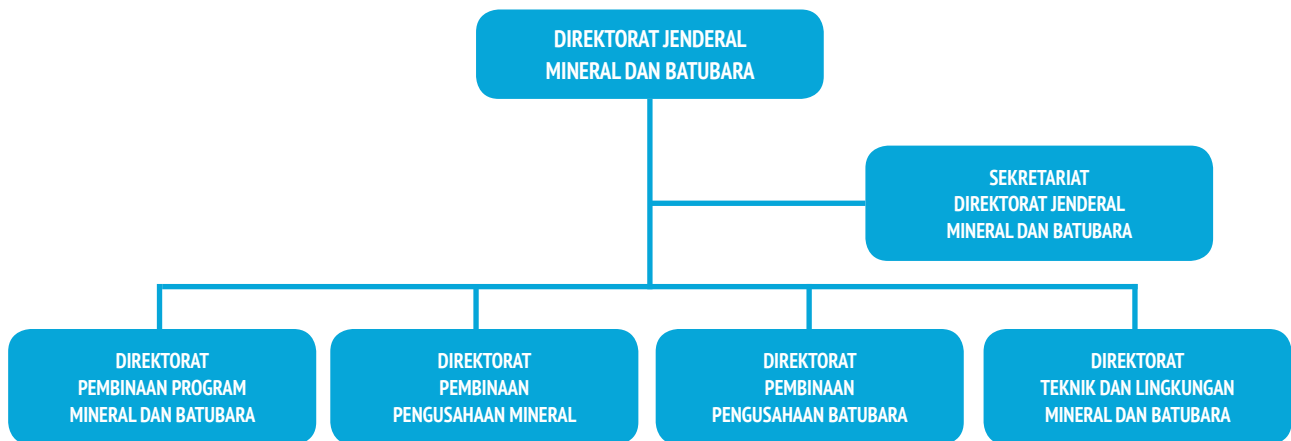 DIREKTORAT JENDERAL
MINERAL DAN BATUBARA
SEKRETARIAT
DIREKTORAT JENDERAL
MINERAL DAN BATUBARA
DIREKTORAT
PEMBINAAN PROGRAM
MINERAL DAN BATUBARA
DIREKTORAT
PEMBINAAN
PENGUSAHAAN MINERAL
DIREKTORAT
PEMBINAAN
PENGUSAHAAN BATUBARA
DIREKTORAT
TEKNIK DAN LINGKUNGAN
MINERAL DAN BATUBARA